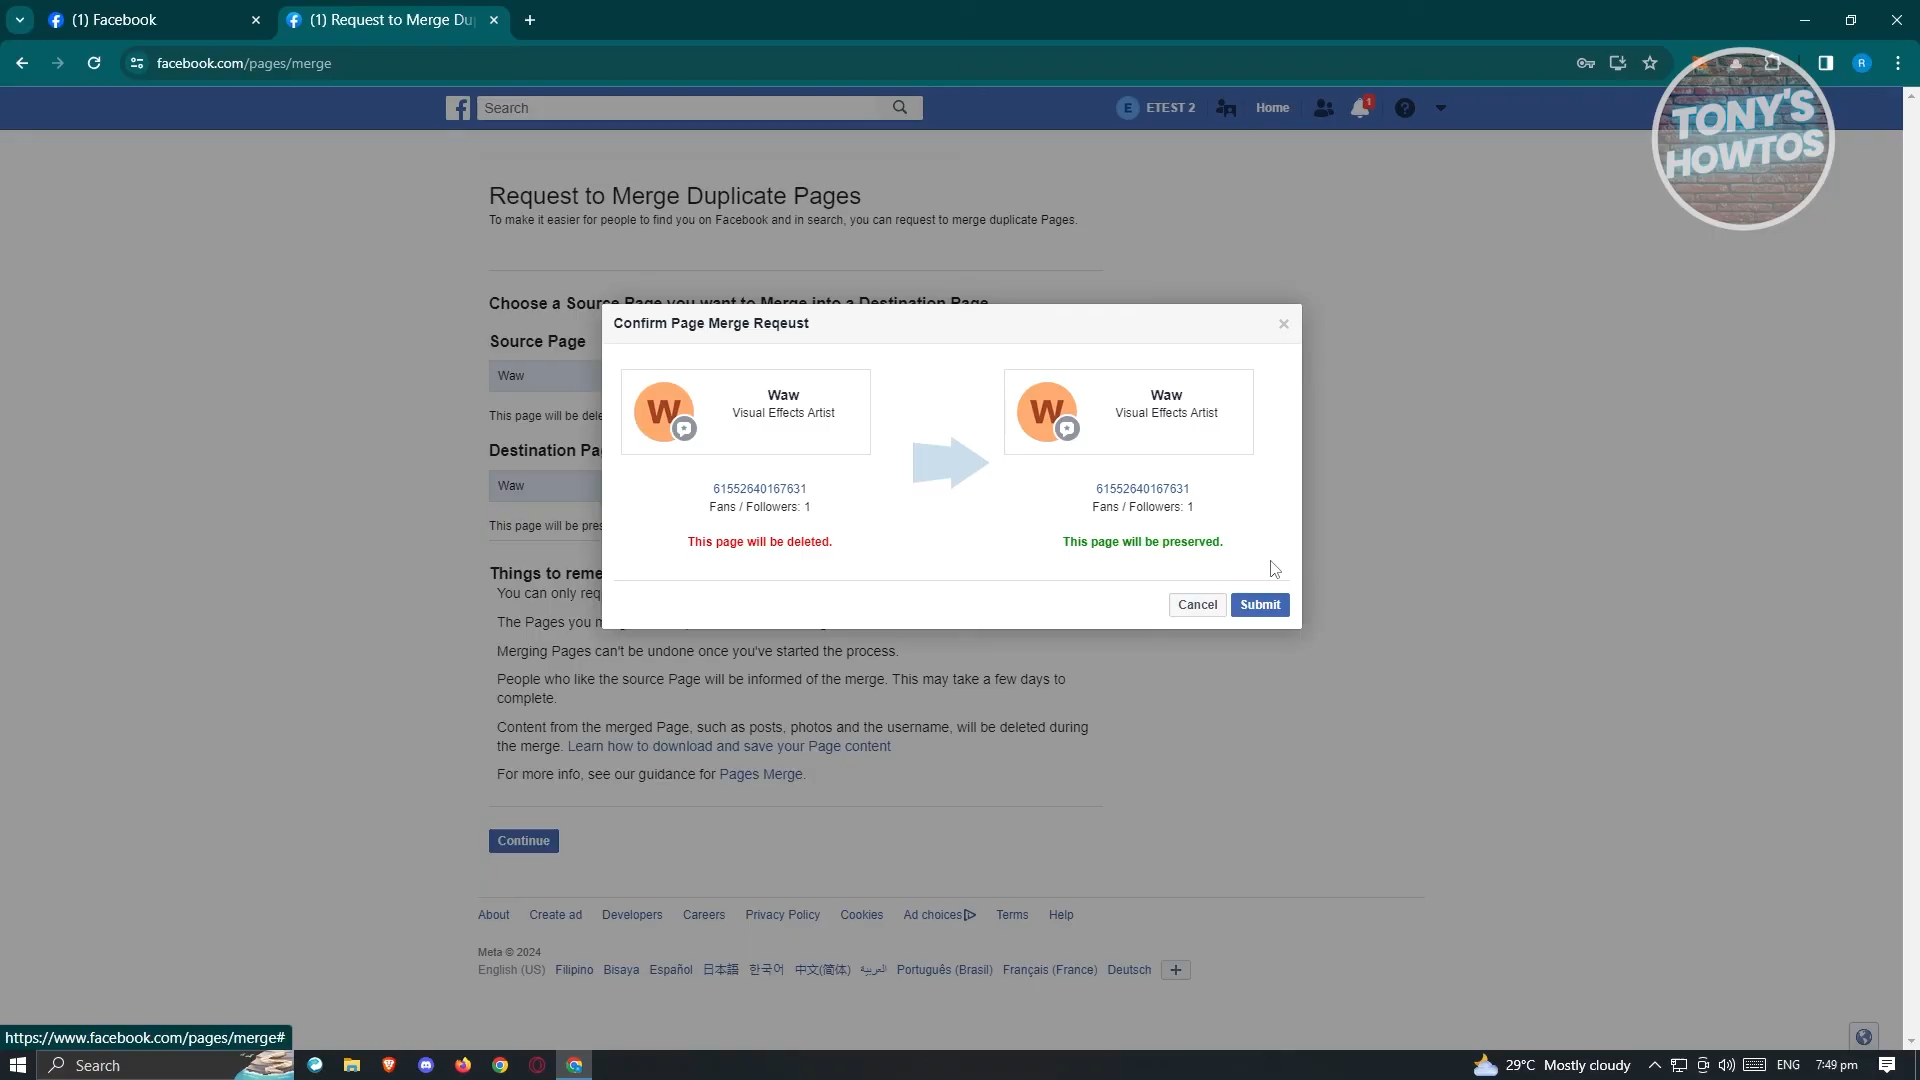 (1) Facebook
(1) Request to Merge Du
facebook.com/pages/merge
R
Search
E ETEST 2
Home
1
TONY'S
HOWTOS
Request to Merge Duplicate Pages
To make it easier for people to find you on Facebook and in search, you can request to merge duplicate Pages.
Choose a Source Page you want to Merge into a Destination Page
Source Page
Waw
This page will be dele
Destination Pa
Waw
This page will be pres
Confirm Page Merge Reqeust
W
Waw
Visual Effects Artist
61552640167631
Fans / Followers: 1
This page will be deleted.
W
Waw
Visual Effects Artist
61552640167631
Fans / Followers: 1
This page will be preserved.
Cancel
Submit
Things to reme
You can only req
The Pages you m
Merging Pages can't be undone once you've started the process.
People who like the source Page will be informed of the merge. This may take a few days to
complete.
Content from the merged Page, such as posts, photos and the username, will be deleted during
the merge. Learn how to download and save your Page content
For more info, see our guidance for Pages Merge.
Continue
About Create ad Developers Careers Privacy Policy Cookies Ad choices Terms Help
Meta © 2024
English (US) Filipino Bisaya Español 日本語 한국어 中文(简体) العربية Português (Brasil) Français (France) Deutsch
https://www.facebook.com/pages/merge#
Search
29°C Mostly cloudy
ENG
7:49 pm